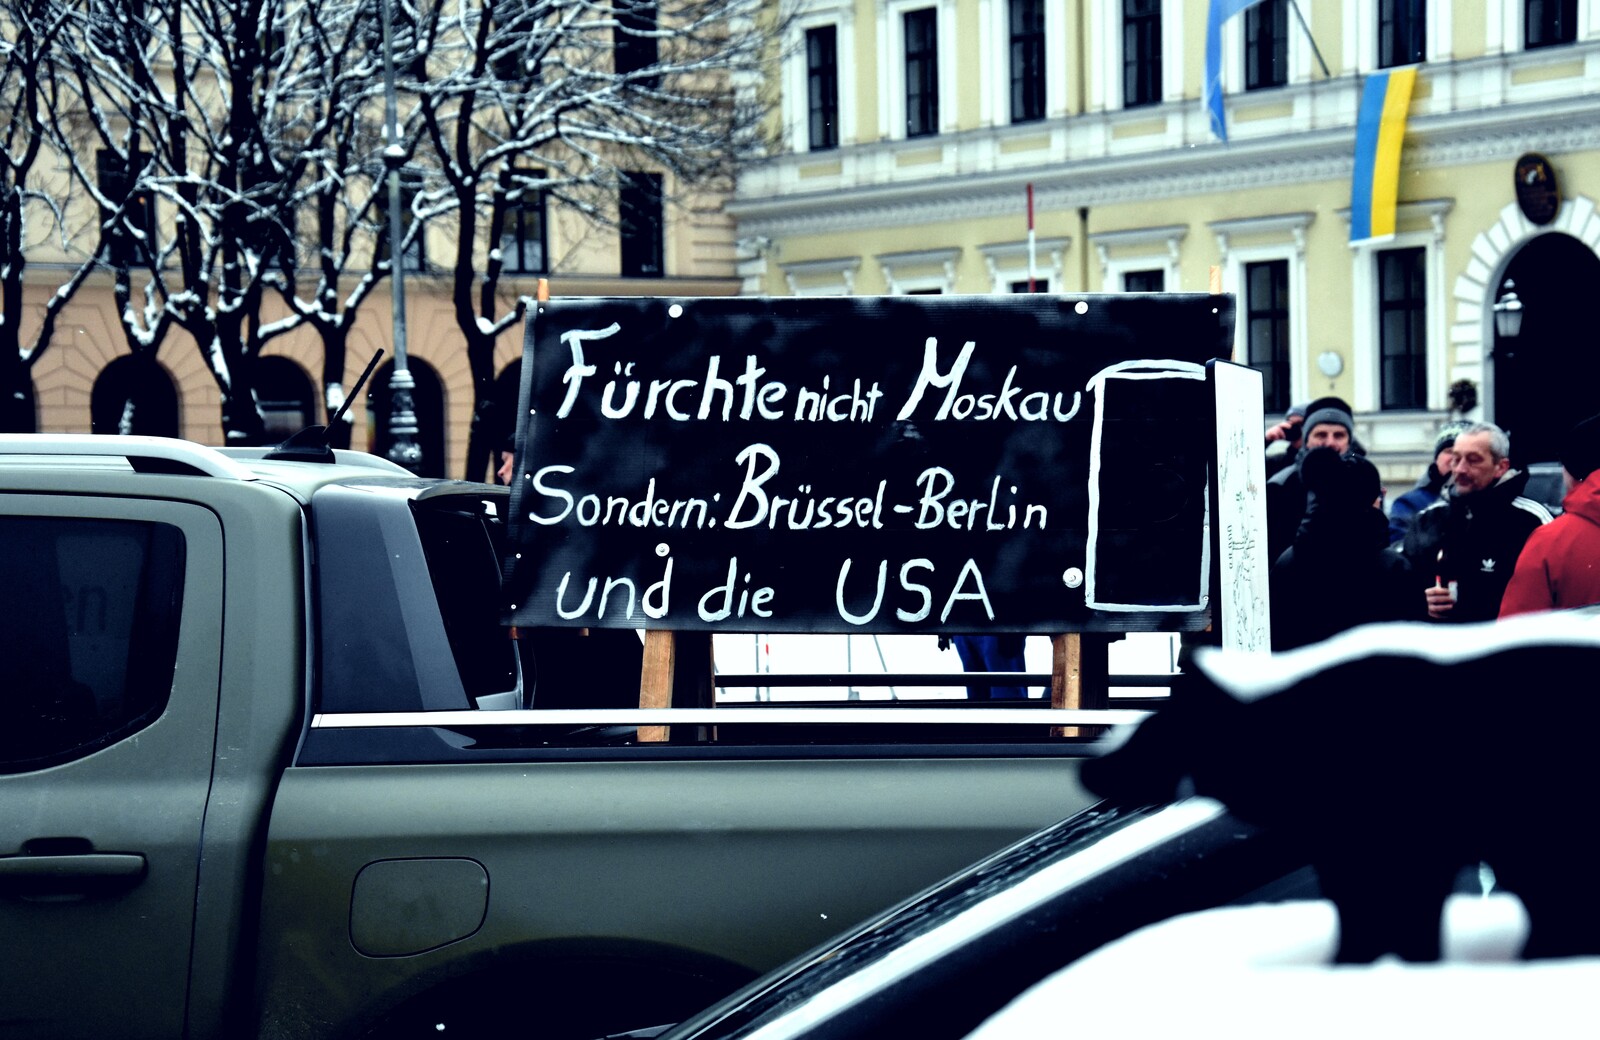 Fürchte nicht Moskau
Sondern: Brüssel-Berlin
und die USA